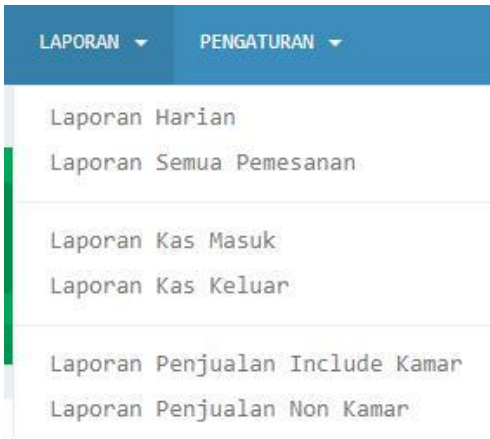 LAPORAN PENGATURAN
Laporan Harian
Laporan Semua Pemesanan
Laporan Kas Masuk
Laporan Kas Keluar
Laporan Penjualan Include Kamar
Laporan Penjualan Non Kamar